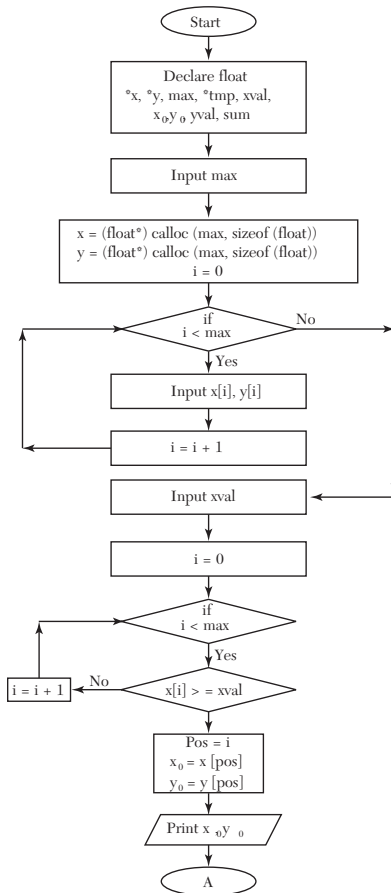 Start
Declare float
*x, *y, max, *tmp, xval,
x0,y0, yval, sum
Input max
x = (float*) calloc (max, sizeof (float))
y = (float*) calloc (max, sizeof (float))
i = 0
if
i < max
No
Yes
Input x[i], y[i]
i = i + 1
Input xval
i = 0
if
i < max
Yes
No
i = i + 1
x[i] > = xval
Pos = i
x0 = x [pos]
y0 = y [pos]
Print x0, y0
A